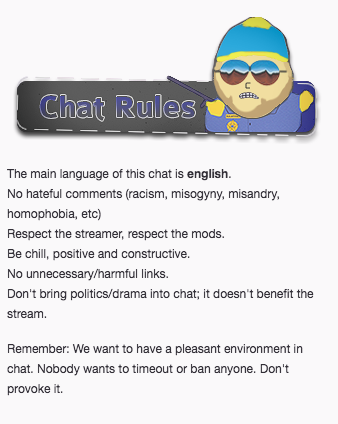 Chat Rules
The main language of this chat is english.
No hateful comments (racism, misogyny, misandry,
homophobia, etc)
Respect the streamer, respect the mods.
Be chill, positive and constructive.
No unnecessary/harmful links.
Don't bring politics/drama into chat; it doesn't benefit the
stream.
Remember: We want to have a pleasant environment in
chat. Nobody wants to timeout or ban anyone. Don't
provoke it.